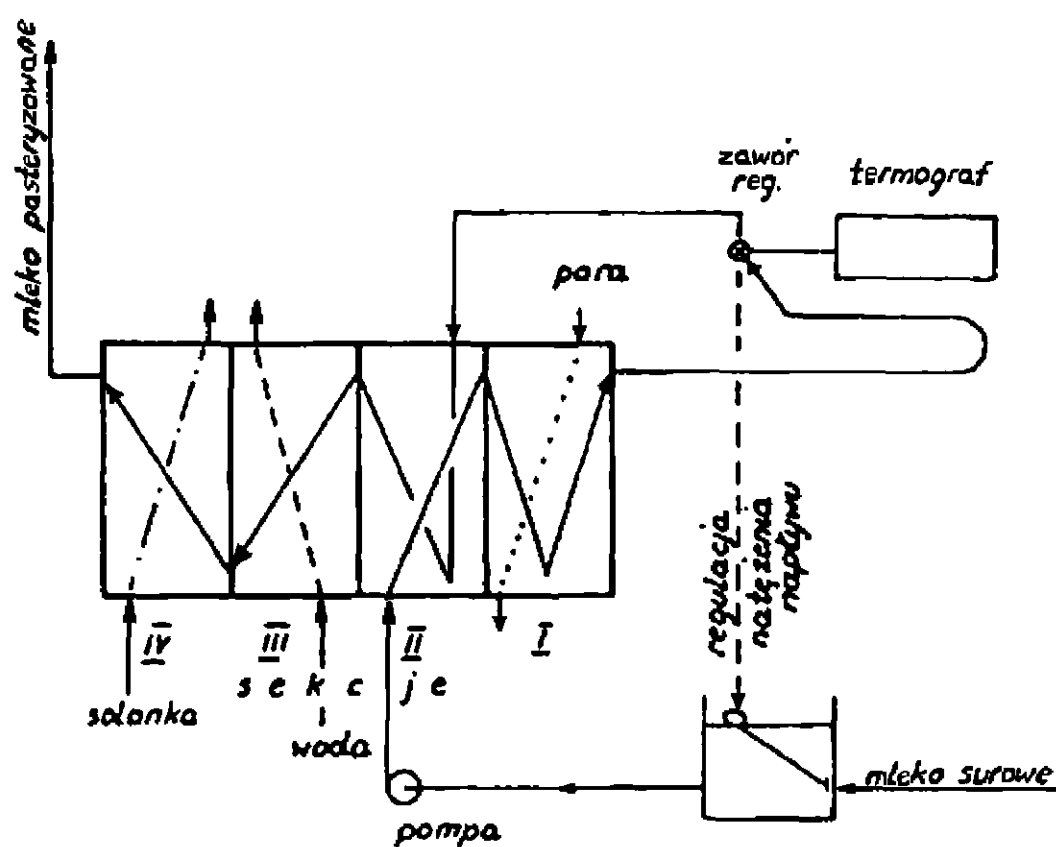 mleko pasteryzowane
zawór
reg.
termograf
para
regulacja
natężenia
napływu
IV
III
II
I
s e k c j e
solanka
woda
pompa
mleko surowe